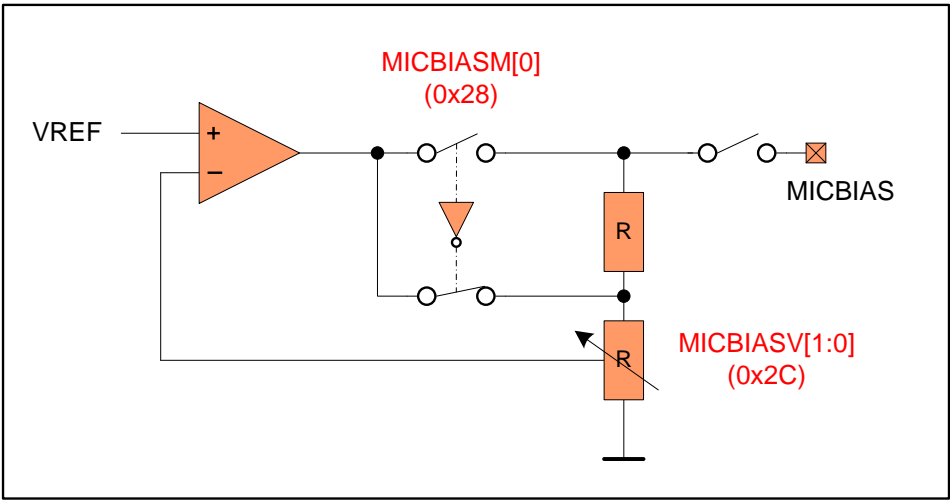 MICBIASM[0]
(0x28)
VREF
+
−
MICBIAS
R
R
MICBIASV[1:0]
(0x2C)